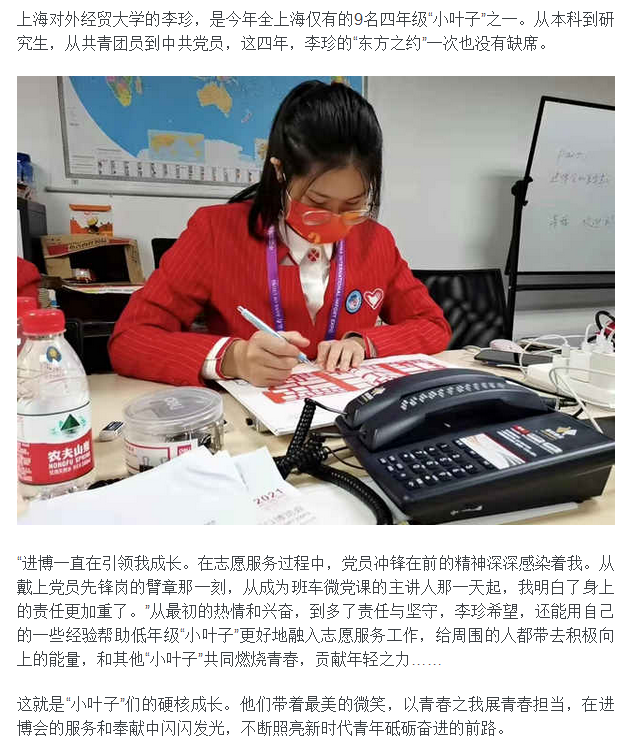 上海对外经贸大学的李珍，是今年全上海仅有的9名四年级“小叶子”之一。从本科到研
究生，从共青团员到中共党员，这四年，李珍的“东方之约”一次也没有缺席。
INTERNATIONAL IMPORT EXPO
农夫山泉
NONGFU SPRING
2021
“进博一直在引领我成长。在志愿服务过程中，党员冲锋在前的精神深深感染着我。从
戴上党员先锋岗的臂章那一刻，从成为班车微党课的主讲人那一天起，我明白了身上
的责任更加重了。”从最初的热情和兴奋，到多了责任与坚守，李珍希望，还能用自己
的一些经验帮助低年级“小叶子”更好地融入志愿服务工作，给周围的人都带去积极向
上的能量，和其他“小叶子”共同燃烧青春，贡献年轻之力……
这就是“小叶子”们的硬核成长。他们带着最美的微笑，以青春之我展青春担当，在进
博会的服务和奉献中闪闪发光，不断照亮新时代青年砥砺奋进的前路。